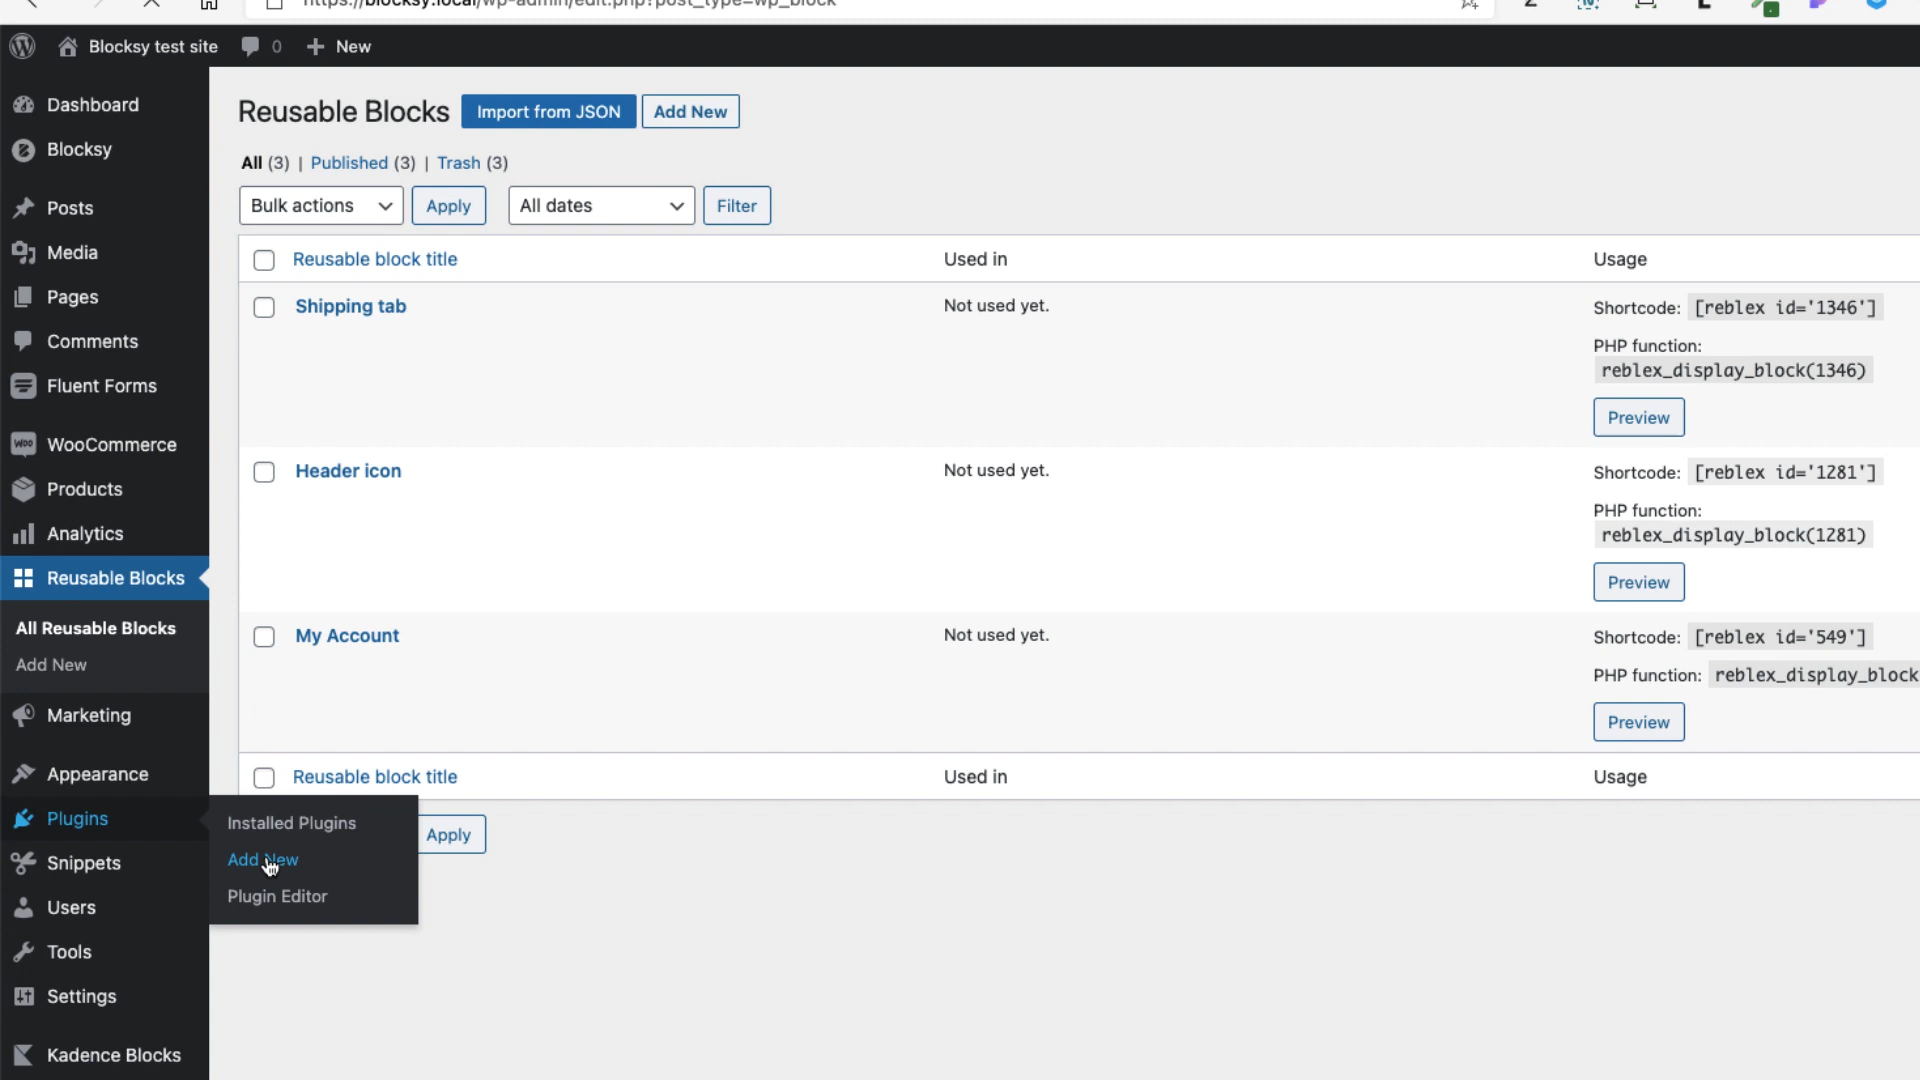 https://blocksy.local/wp-admin/edit.php?post_type=wp_block
Blocksy test site 0 New
Dashboard
Blocksy
Posts
Media
Pages
Comments
Fluent Forms
WooCommerce
Products
Analytics
Reusable Blocks
All Reusable Blocks
Add New
Marketing
Appearance
Plugins
Snippets
Users
Tools
Settings
Kadence Blocks
Installed Plugins
Add New
Plugin Editor
Reusable Blocks Import from JSON Add New
All (3) | Published (3) | Trash (3)
Bulk actions Apply All dates Filter
Reusable block title Used in Usage
Shipping tab Not used yet. Shortcode: [reblex id='1346']
PHP function:
reblex_display_block(1346)
Preview
Header icon Not used yet. Shortcode: [reblex id='1281']
PHP function:
reblex_display_block(1281)
Preview
My Account Not used yet. Shortcode: [reblex id='549']
PHP function: reblex_display_block
Preview
Reusable block title Used in Usage
Apply